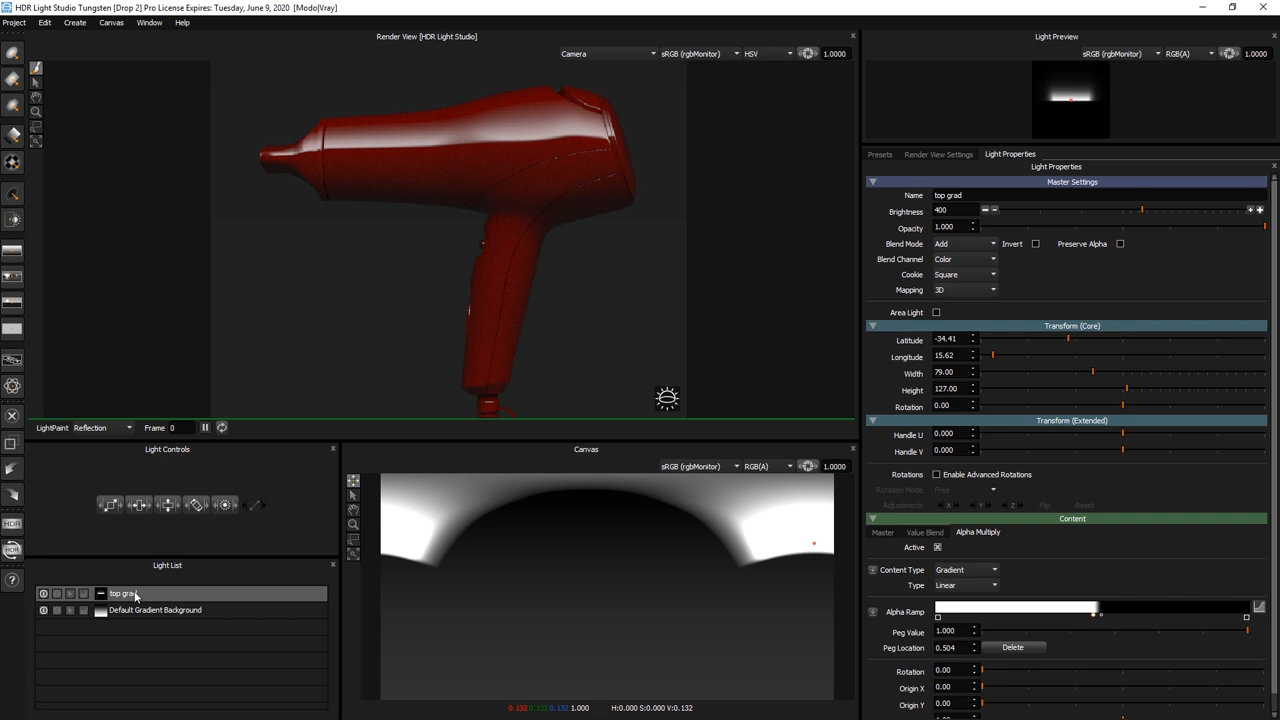 HDR Light Studio Tungsten [Drop 2] Pro License Expires: Tuesday, June 9, 2020 [Modo|Vray]
Project Edit Create Canvas Window Help
Render View [HDR Light Studio]
Camera sRGB (rgbMonitor) HSV 1.0000
LightPaint Reflection Frame 0
Light Controls
Light List
top grad
Default Gradient Background
HDR
HDR
?
Canvas
sRGB (rgbMonitor) RGB(A) 1.0000
0.132 0.132 0.132 1.000 H:0.000 S:0.000 V:0.132
Light Preview
sRGB (rgbMonitor) RGB(A) 1.0000
Presets Render View Settings Light Properties
Light Properties
Master Settings
Name top grad
Brightness 400
Opacity 1.000
Blend Mode Add Invert Preserve Alpha
Blend Channel Color
Cookie Square
Mapping 3D
Area Light
Transform (Core)
Latitude -34.41
Longitude 15.62
Width 79.00
Height 127.00
Rotation 0.00
Transform (Extended)
Handle U 0.000
Handle V 0.000
Rotations Enable Advanced Rotations
Rotation Mode Free
Adjustments X Y Z Flip Reset
Content
Master Value Blend Alpha Multiply
Active
Content Type Gradient
Type Linear
Alpha Ramp
Peg Value 1.000
Peg Location 0.504 Delete
Rotation 0.00
Origin X 0.00
Origin Y 0.00